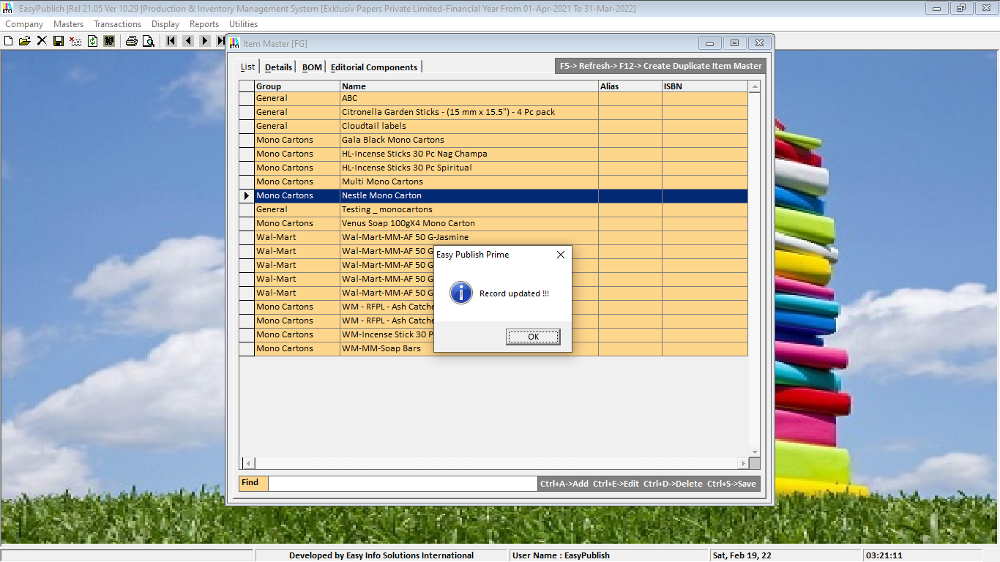 EasyPublish |Rel 21.05 Ver 10.29 |Production & Inventory Management System [Exklusiv Papers Private Limited-Financial Year From 01-Apr-2021 To 31-Mar-2022]
Company Masters Transactions Display Reports Utilities
Item Master [FG]
List Details BOM Editorial Components F5-> Refresh-> F12-> Create Duplicate Item Master
Group Name Alias ISBN
General ABC
General Citronella Garden Sticks - (15 mm x 15.5") - 4 Pc pack
General Cloudtail labels
Mono Cartons Gala Black Mono Cartons
Mono Cartons HL-Incense Sticks 30 Pc Nag Champa
Mono Cartons HL-Incense Sticks 30 Pc Spiritual
Mono Cartons Multi Mono Cartons
Mono Cartons Nestle Mono Carton
General Testing _ monocartons
Mono Cartons Venus Soap 100gX4 Mono Carton
Wal-Mart Wal-Mart-MM-AF 50 G-Jasmine
Wal-Mart Wal-Mart-MM-AF 50 G
Wal-Mart Wal-Mart-MM-AF 50 G
Wal-Mart Wal-Mart-MM-AF 50 G
Wal-Mart Wal-Mart-MM-AF 50 G
Mono Cartons WM - RFPL - Ash Catche
Mono Cartons WM - RFPL - Ash Catche
Mono Cartons WM-Incense Stick 30 P
Mono Cartons WM-MM-Soap Bars
Easy Publish Prime
Record updated !!!
OK
Find Ctrl+A->Add Ctrl+E->Edit Ctrl+D->Delete Ctrl+S->Save
Developed by Easy Info Solutions International User Name : EasyPublish Sat, Feb 19, 22 03:21:11